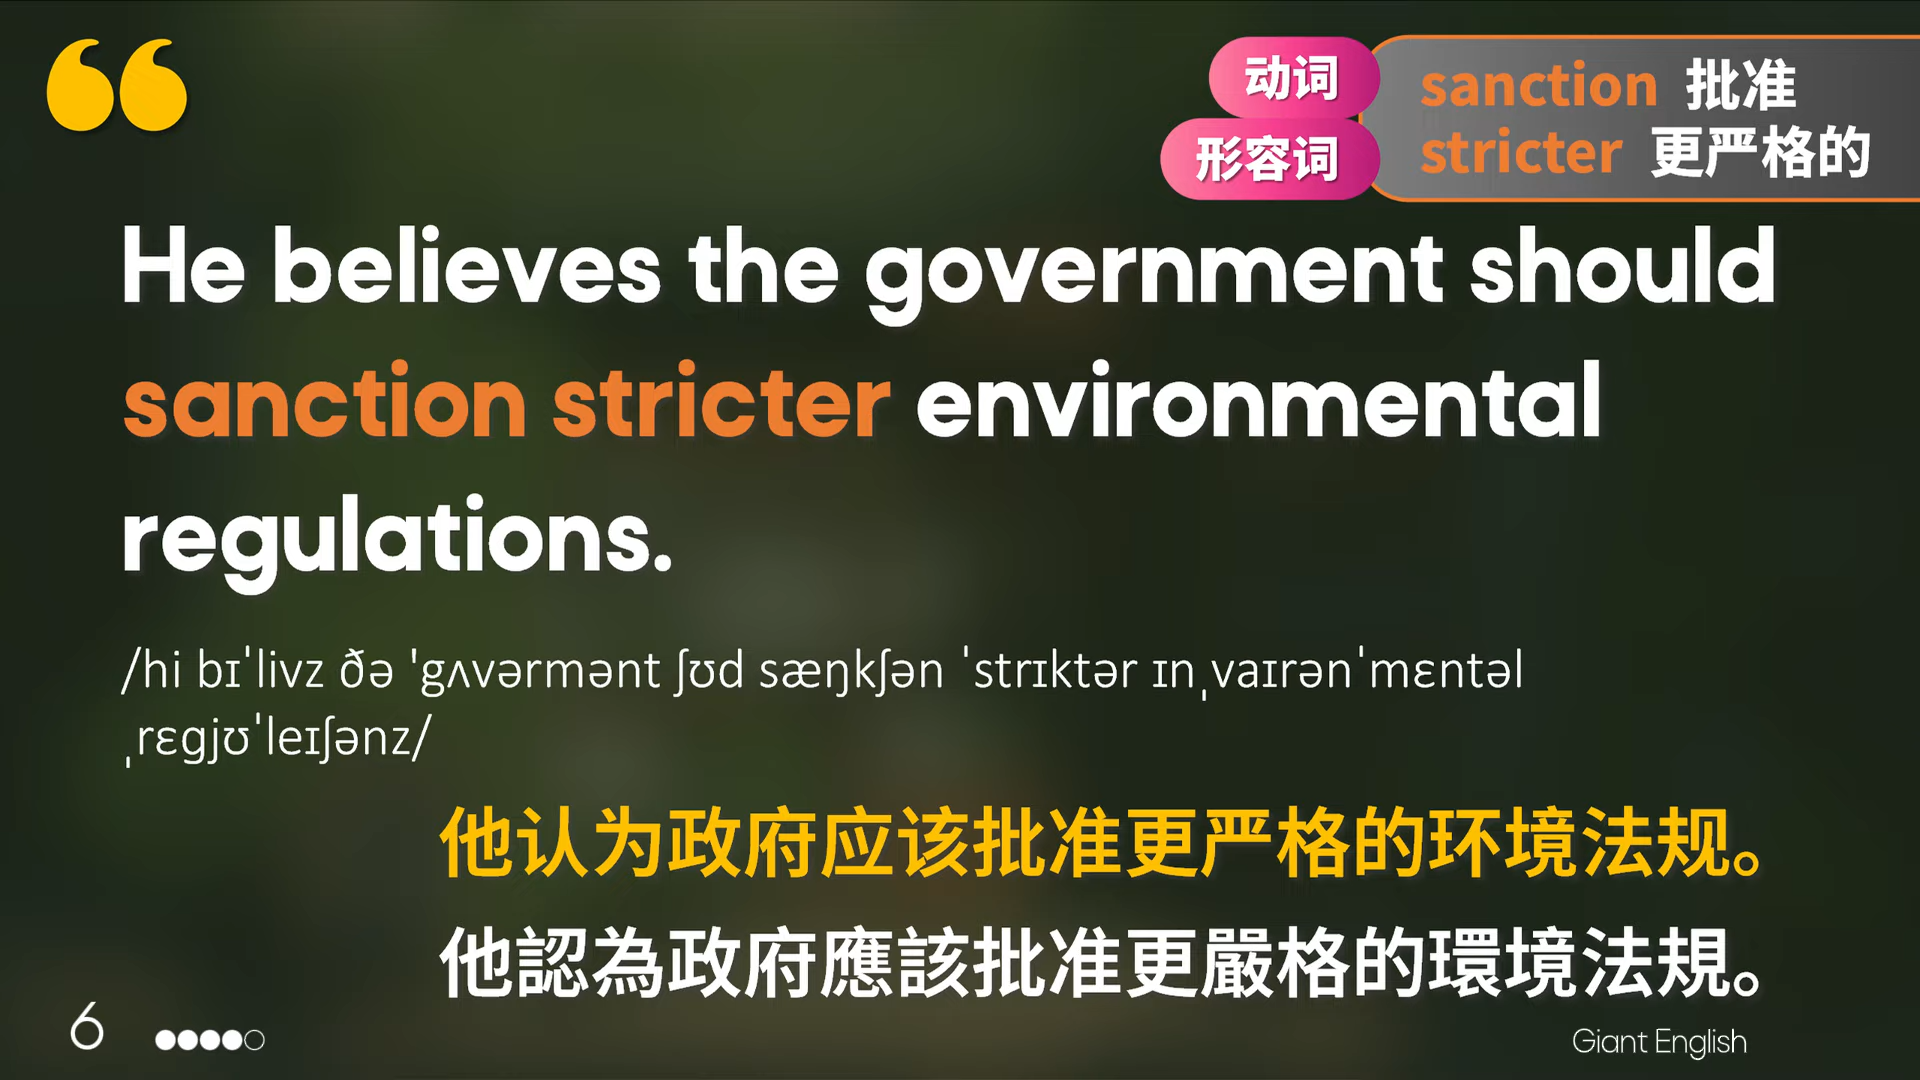 动词 sanction 批准
形容词 stricter 更严格的
He believes the government should
sanction stricter environmental
regulations.
/hi bɪˈlivz ðə 'gʌvərmənt ʃʊd sæŋkʃən ˈstrɪktər ɪnˌvaɪrənˈmɛntəl
ˌrɛgjʊˈleɪʃənz/
他认为政府应该批准更严格的环境法规。
他認為政府應該批准更嚴格的環境法規。
6
Giant English